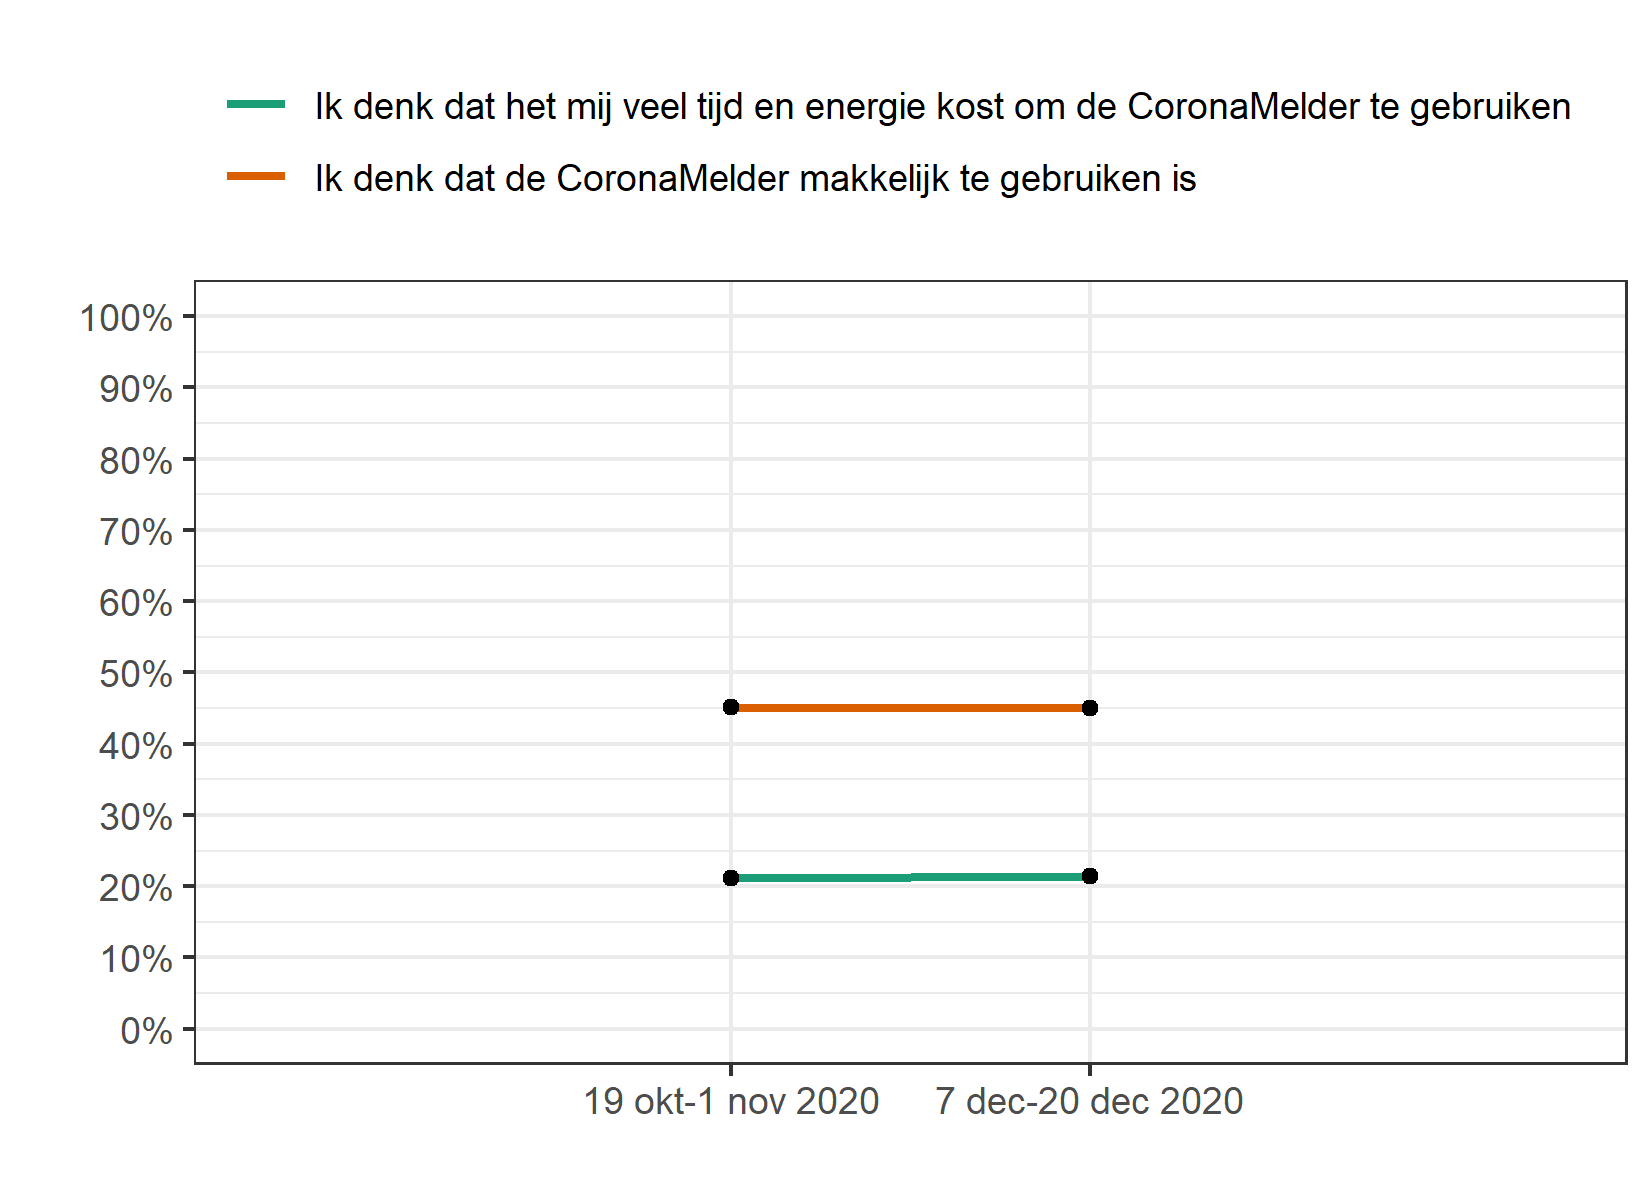 Ik denk dat het mij veel tijd en energie kost om de CoronaMelder te gebruiken
Ik denk dat de CoronaMelder makkelijk te gebruiken is
100%
90%
80%
70%
60%
50%
40%
30%
20%
10%
0%
19 okt-1 nov 2020
7 dec-20 dec 2020